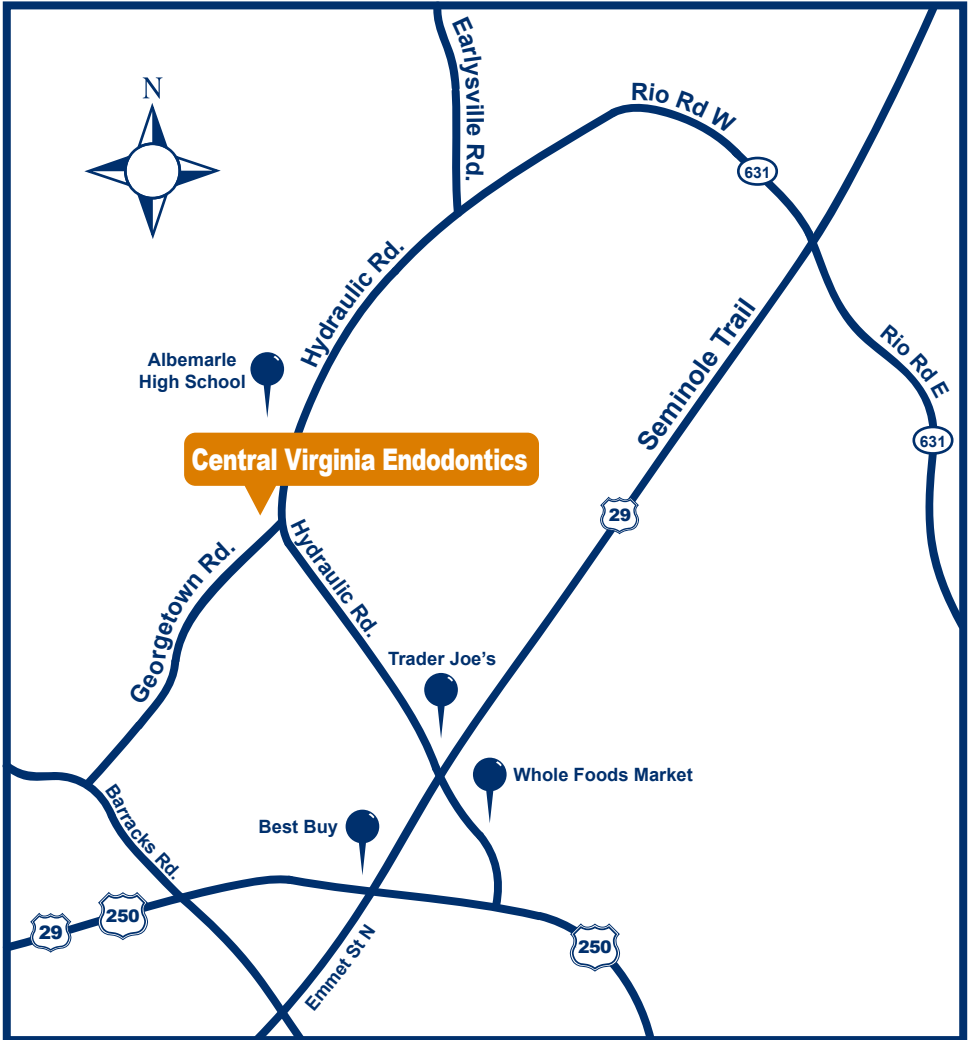 N
Earlysville Rd.
Rio Rd W
631
Hydraulic Rd.
Seminole Trail
Albemarle
High School
Rio Rd E
631
Central Virginia Endodontics
29
Hydraulic Rd.
Georgetown Rd.
Trader Joe's
Whole Foods Market
Barracks Rd.
Best Buy
250
29
250
Emmet St N